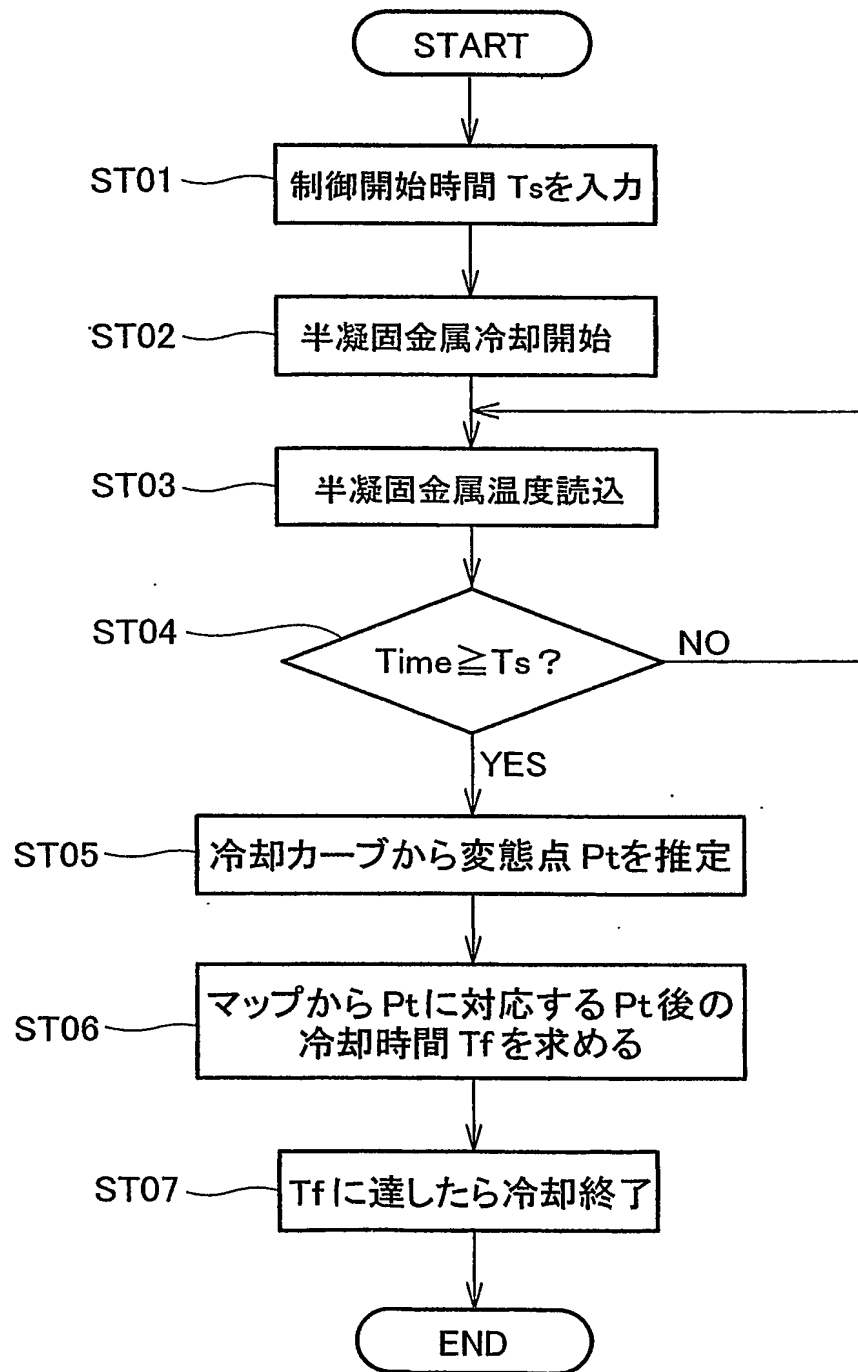 START
ST01
制御開始時間 Tsを入力
ST02
半凝固金属冷却開始
ST03
半凝固金属温度読込
ST04
Time≧Ts？
NO
YES
ST05
冷却カーブから変態点 Ptを推定
ST06
マップからPtに対応するPt後の
冷却時間 Tfを求める
ST07
Tfに達したら冷却終了
END